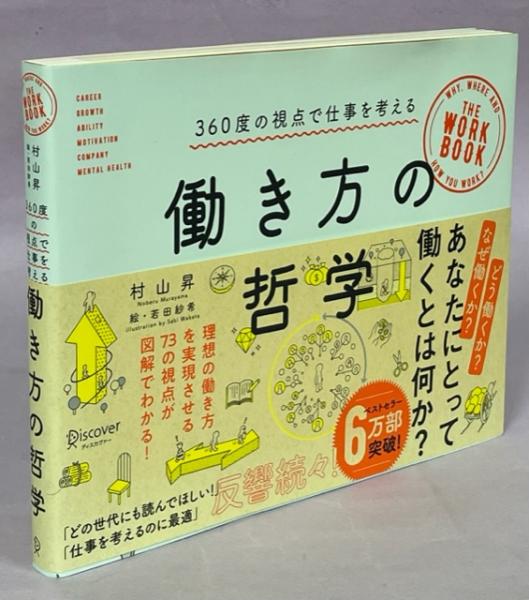 CAREER
GROWTH
ABILITY
MOTIVATION
COMPANY
MENTAL HEALTH
360度の視点で仕事を考える
WHY, WHERE AND
THE
WORK
BOOK
HOW YOU WORK?
働き方の
哲学
村山昇
Noboru Murayama
絵・若田紗希
illustration by Saki Wakata
どう働くか?
なぜ働くか?
あなたにとって
働くとは何か?
理想の働き方
を実現させる
73の視点が
図解でわかる!
Discover
ディスカヴァー
ベストセラー
6万部
突破!
反響続々!
「どの世代にも読んでほしい!」
「仕事を考えるのに最適」
THE
WORK
BOOK
HOW YOU WORK?
村山昇
360度
の
視点で
仕事を
考える
働き方の哲学